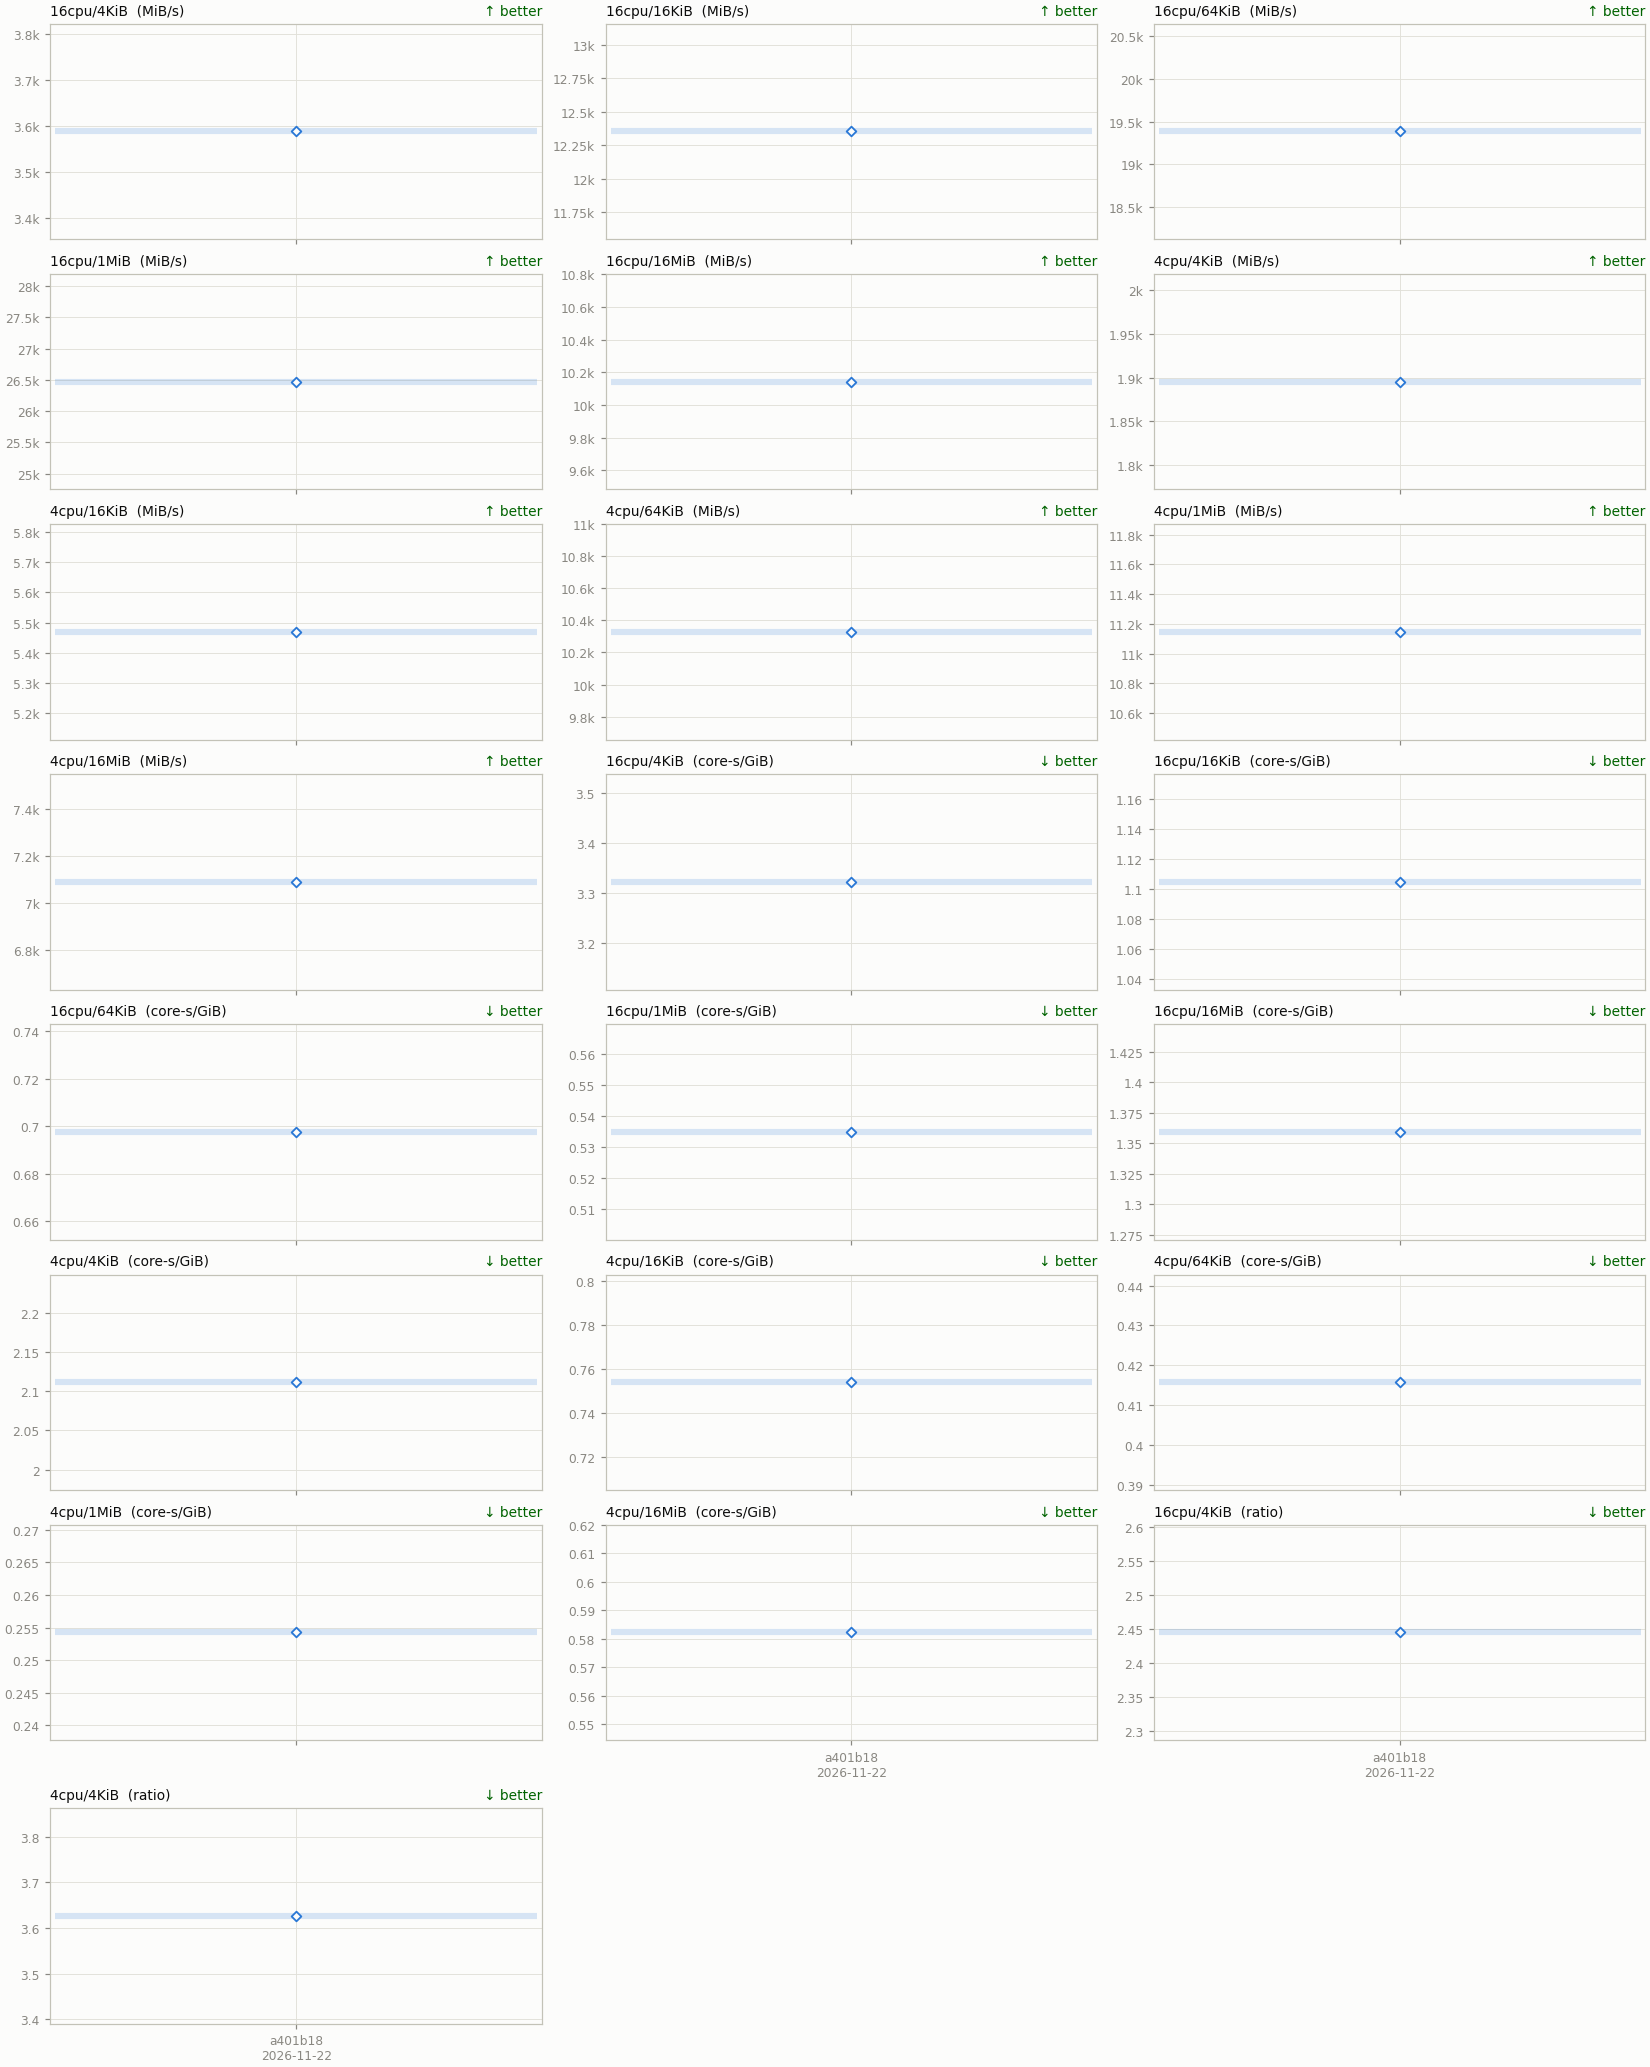 16cpu/4KiB  (MiB/s) ↑ better
3.8k
3.7k
3.6k
3.5k
3.4k
16cpu/16KiB  (MiB/s) ↑ better
13k
12.75k
12.5k
12.25k
12k
11.75k
16cpu/64KiB  (MiB/s) ↑ better
20.5k
20k
19.5k
19k
18.5k
16cpu/1MiB  (MiB/s) ↑ better
28k
27.5k
27k
26.5k
26k
25.5k
25k
16cpu/16MiB  (MiB/s) ↑ better
10.8k
10.6k
10.4k
10.2k
10k
9.8k
9.6k
4cpu/4KiB  (MiB/s) ↑ better
2k
1.95k
1.9k
1.85k
1.8k
4cpu/16KiB  (MiB/s) ↑ better
5.8k
5.7k
5.6k
5.5k
5.4k
5.3k
5.2k
4cpu/64KiB  (MiB/s) ↑ better
11k
10.8k
10.6k
10.4k
10.2k
10k
9.8k
4cpu/1MiB  (MiB/s) ↑ better
11.8k
11.6k
11.4k
11.2k
11k
10.8k
10.6k
4cpu/16MiB  (MiB/s) ↑ better
7.4k
7.2k
7k
6.8k
16cpu/4KiB  (core-s/GiB) ↓ better
3.5
3.4
3.3
3.2
16cpu/16KiB  (core-s/GiB) ↓ better
1.16
1.14
1.12
1.1
1.08
1.06
1.04
16cpu/64KiB  (core-s/GiB) ↓ better
0.74
0.72
0.7
0.68
0.66
16cpu/1MiB  (core-s/GiB) ↓ better
0.56
0.55
0.54
0.53
0.52
0.51
16cpu/16MiB  (core-s/GiB) ↓ better
1.425
1.4
1.375
1.35
1.325
1.3
1.275
4cpu/4KiB  (core-s/GiB) ↓ better
2.2
2.15
2.1
2.05
2
4cpu/16KiB  (core-s/GiB) ↓ better
0.8
0.78
0.76
0.74
0.72
4cpu/64KiB  (core-s/GiB) ↓ better
0.44
0.43
0.42
0.41
0.4
0.39
4cpu/1MiB  (core-s/GiB) ↓ better
0.27
0.265
0.26
0.255
0.25
0.245
0.24
4cpu/16MiB  (core-s/GiB) ↓ better
0.62
0.61
0.6
0.59
0.58
0.57
0.56
0.55
a401b18
2026-11-22
16cpu/4KiB  (ratio) ↓ better
2.6
2.55
2.5
2.45
2.4
2.35
2.3
a401b18
2026-11-22
4cpu/4KiB  (ratio) ↓ better
3.8
3.7
3.6
3.5
3.4
a401b18
2026-11-22